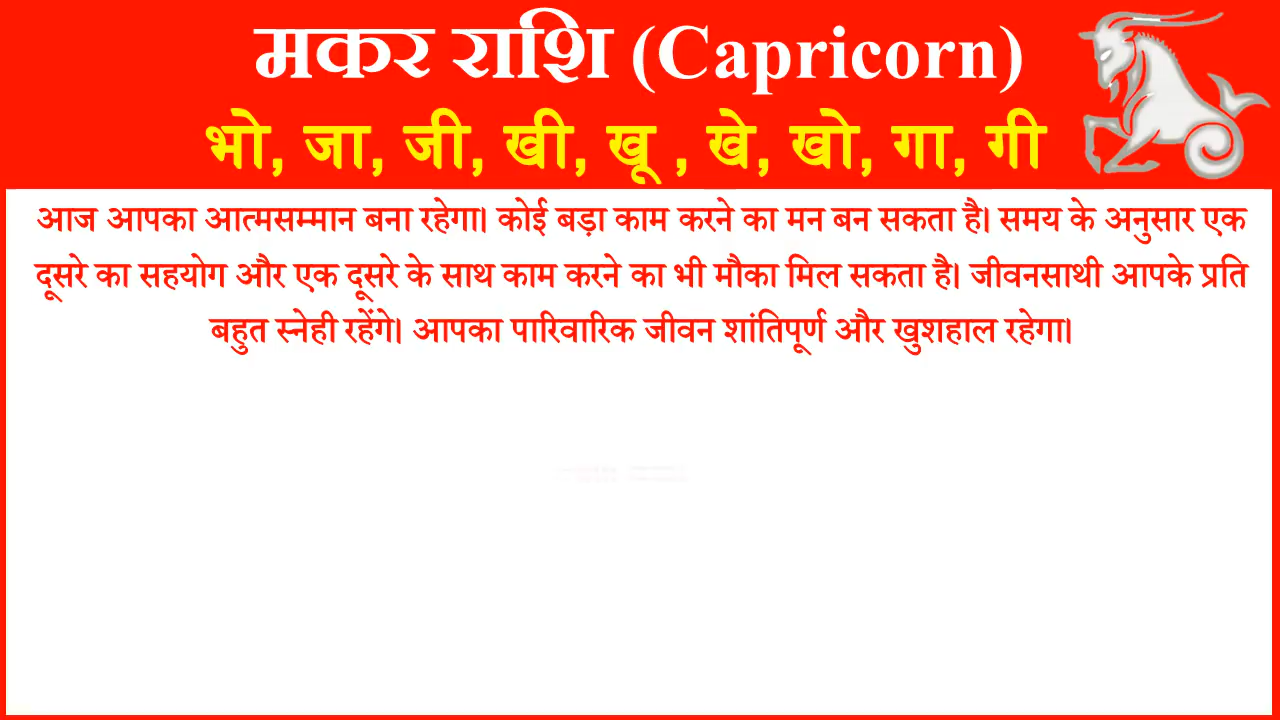 मकर राशि (Capricorn)
भो, जा, जी, खी, खू , खे, खो, गा, गी
आज आपका आत्मसम्मान बना रहेगा। कोई बड़ा काम करने का मन बन सकता है। समय के अनुसार एक
दूसरे का सहयोग और एक दूसरे के साथ काम करने का भी मौका मिल सकता है। जीवनसाथी आपके प्रति
बहुत स्नेही रहेंगे। आपका पारिवारिक जीवन शांतिपूर्ण और खुशहाल रहेगा।